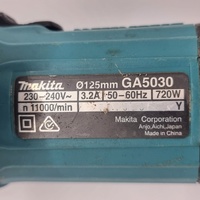 makita Ø125mm GA5030
230-240V~ 3.2A 50-60Hz 720W
n 11000/min Y
Makita Corporation
Anjo, Aichi, Japan
Made in China